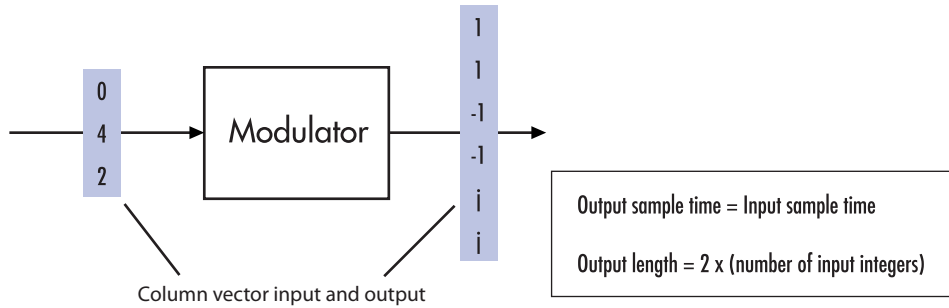 0
4
2
Modulator
1
1
-1
-1
i
i
Output sample time = Input sample time
Output length = 2 x (number of input integers)
Column vector input and output